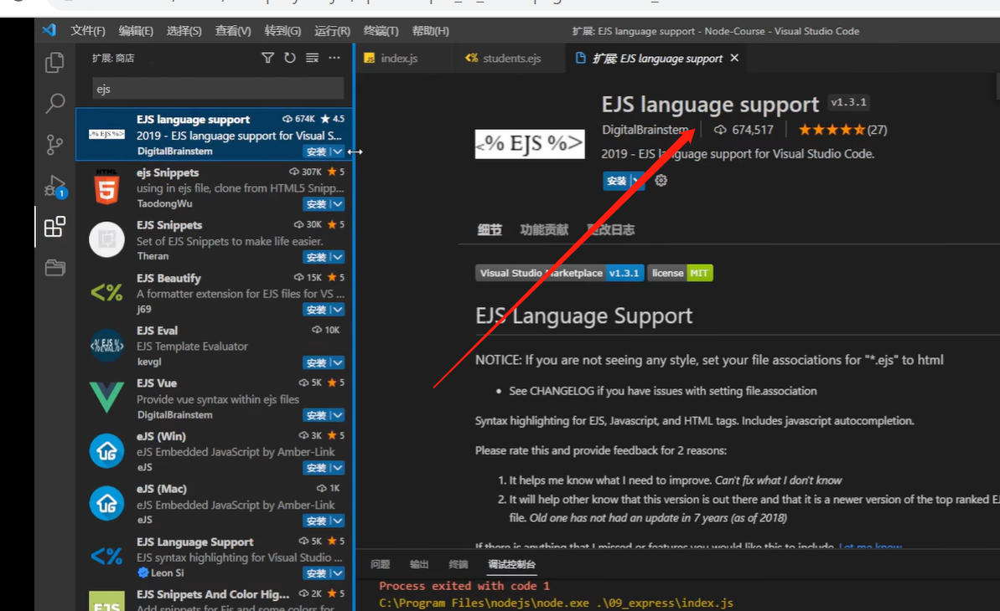 文件(F) 编辑(E) 选择(S) 查看(V) 转到(G) 运行(R) 终端(T) 帮助(H) 扩展: EJS language support - Node-Course - Visual Studio Code
扩展: 商店
index.js
students.ejs
扩展: EJS language support
ejs
EJS language support 674K 4.5
2019 - EJS language support for Visual S...
DigitalBrainstem 安装
ejs Snippets 307K 5
using in ejs file, clone from HTML5 Snipp...
TaodongWu 安装
EJS Snippets 30K 5
Set of EJS Snippets to make life easier.
Theran 安装
EJS Beautify 15K 5
A formatter extension for EJS files for VS ...
j69 安装
EJS Eval 10K
EJS Template Evaluator
kevgl 安装
EJS Vue 5K 5
Provide vue syntax within ejs files
DigitalBrainstem 安装
eJS (Win) 3K 5
eJS Embedded JavaScript by Amber-Link
eJS 安装
eJS (Mac) 1K
eJS Embedded JavaScript by Amber-Link
eJS 安装
EJS Language Support 5K 5
EJS syntax highlighting for Visual Studio ...
Leon Si 安装
EJS Snippets And Color Hig... 2K 5
Add snippets for Ejs and some colors for
1
<% EJS %>
EJS language support v1.3.1
DigitalBrainstem 674,517 (27)
2019 - EJS language support for Visual Studio Code.
安装
细节 功能贡献 更改日志
Visual Studio Marketplace v1.3.1 license MIT
EJS Language Support
NOTICE: If you are not seeing any style, set your file associations for "*.ejs" to html
• See CHANGELOG if you have issues with setting file.association
Syntax highlighting for EJS, Javascript, and HTML tags. Includes javascript autocompletion.
Please rate this and provide feedback for 2 reasons:
1. It helps me know what I need to improve. Can't fix what I don't know
2. It will help other know that this version is out there and that it is a newer version of the top ranked
file. Old one has not had an update in 7 years (as of 2018)
If there is anything that I missed or features you would like this to include, Let me know
问题 输出 终端 调试控制台
Process exited with code 1
C:\Program Files\nodejs\node.exe .\09_express\index.js